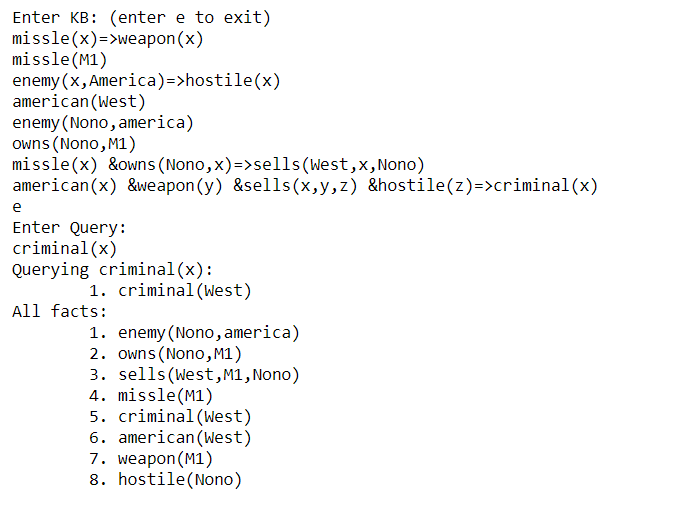 Enter KB: (enter e to exit)
missle(x)=>weapon(x)
missle(M1)
enemy(x,America)=>hostile(x)
american(West)
enemy(Nono,america)
owns(Nono,M1)
missle(x) &owns(Nono,x)=>sells(West,x,Nono)
american(x) &weapon(y) &sells(x,y,z) &hostile(z)=>criminal(x)
e
Enter Query:
criminal(x)
Querying criminal(x):
1. criminal(West)
All facts:
1. enemy(Nono,america)
2. owns(Nono,M1)
3. sells(West,M1,Nono)
4. missle(M1)
5. criminal(West)
6. american(West)
7. weapon(M1)
8. hostile(Nono)